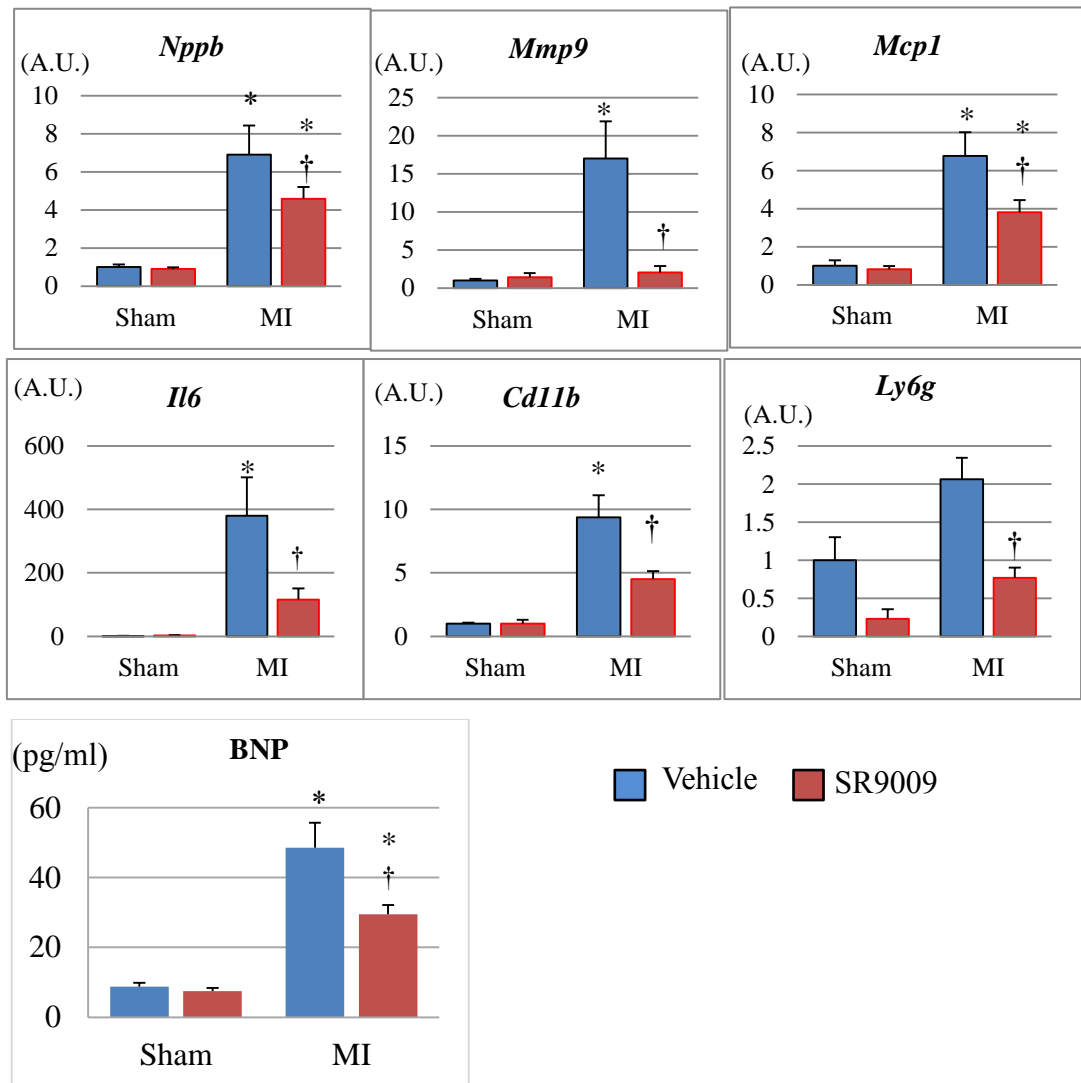 Nppb
(A.U.)
10
*
8
*
6
†
4
2
0
Sham MI
Mmp9
(A.U.)
25
*
20
15
10
5
†
0
Sham MI
Mcp1
(A.U.)
10
* *
8
6
†
4
2
0
Sham MI
Il6
(A.U.)
600
*
400
†
200
0
Sham MI
Cd11b
(A.U.)
15
*
10
†
5
0
Sham MI
Ly6g
(A.U.)
2.5
2
1.5
†
1
0.5
0
Sham MI
BNP
(pg/ml)
60
*
*
40
†
20
0
Sham MI
Vehicle SR9009